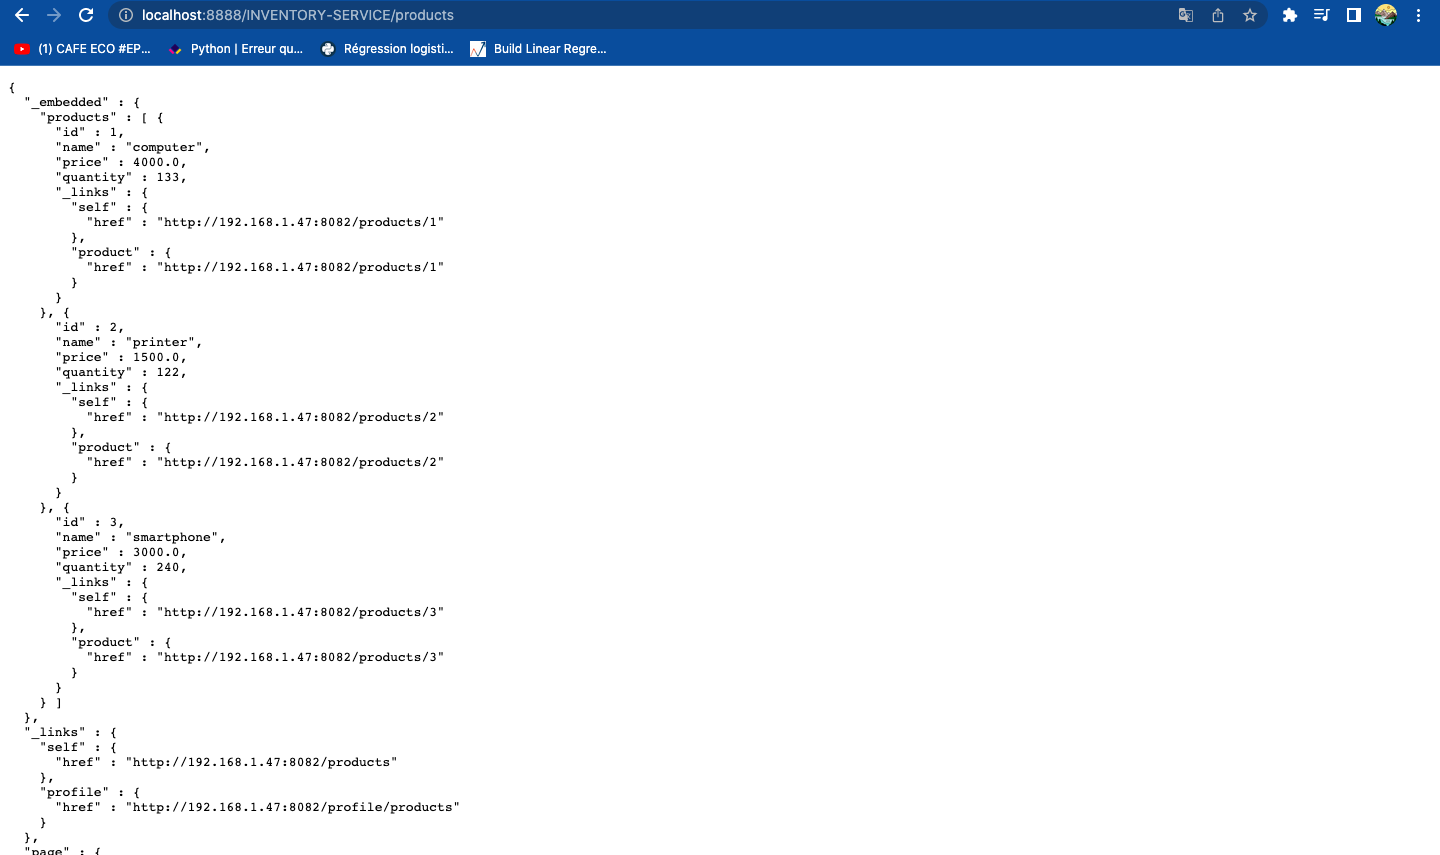 localhost:8888/INVENTORY-SERVICE/products
(1) CAFE ECO #EP... Python | Erreur qu... Régression logisti... Build Linear Regre...
{
  "_embedded" : {
    "products" : [ {
      "id" : 1,
      "name" : "computer",
      "price" : 4000.0,
      "quantity" : 133,
      "_links" : {
        "self" : {
          "href" : "http://192.168.1.47:8082/products/1"
        },
        "product" : {
          "href" : "http://192.168.1.47:8082/products/1"
        }
      }
    }, {
      "id" : 2,
      "name" : "printer",
      "price" : 1500.0,
      "quantity" : 122,
      "_links" : {
        "self" : {
          "href" : "http://192.168.1.47:8082/products/2"
        },
        "product" : {
          "href" : "http://192.168.1.47:8082/products/2"
        }
      }
    }, {
      "id" : 3,
      "name" : "smartphone",
      "price" : 3000.0,
      "quantity" : 240,
      "_links" : {
        "self" : {
          "href" : "http://192.168.1.47:8082/products/3"
        },
        "product" : {
          "href" : "http://192.168.1.47:8082/products/3"
        }
      }
    } ]
  },
  "_links" : {
    "self" : {
      "href" : "http://192.168.1.47:8082/products"
    },
    "profile" : {
      "href" : "http://192.168.1.47:8082/profile/products"
    }
  },
  "page" : {